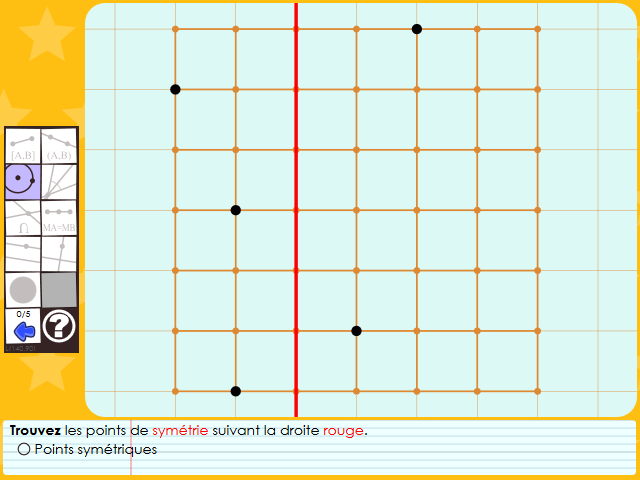 [A,B] (A,B)
∩ MA=MB
0/5
?
Trouvez les points de symétrie suivant la droite rouge.
Points symétriques